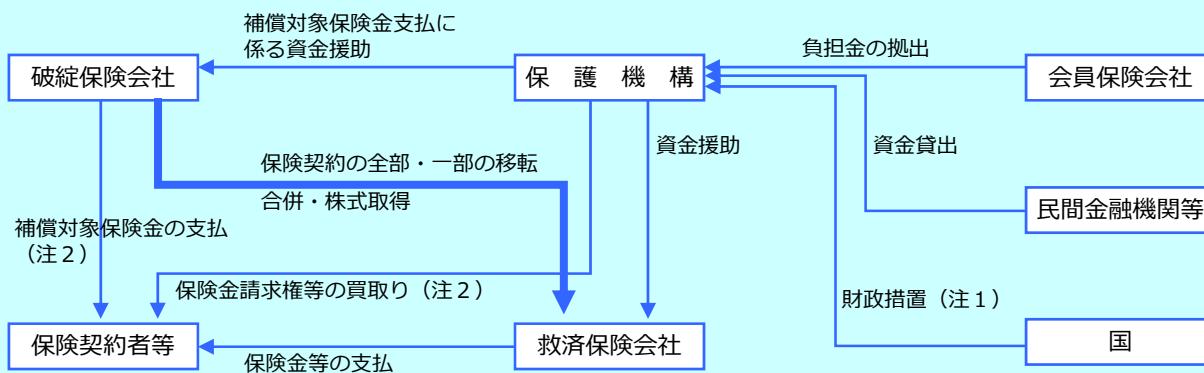 補償対象保険金支払に
係る資金援助
負担金の拠出
破綻保険会社
保 護 機 構
会員保険会社
資金援助
資金貸出
保険契約の全部・一部の移転
合併・株式取得
民間金融機関等
補償対象保険金の支払
（注２）
保険金請求権等の買取り（注２）
財政措置（注１）
保険契約者等
救済保険会社
国
保険金等の支払